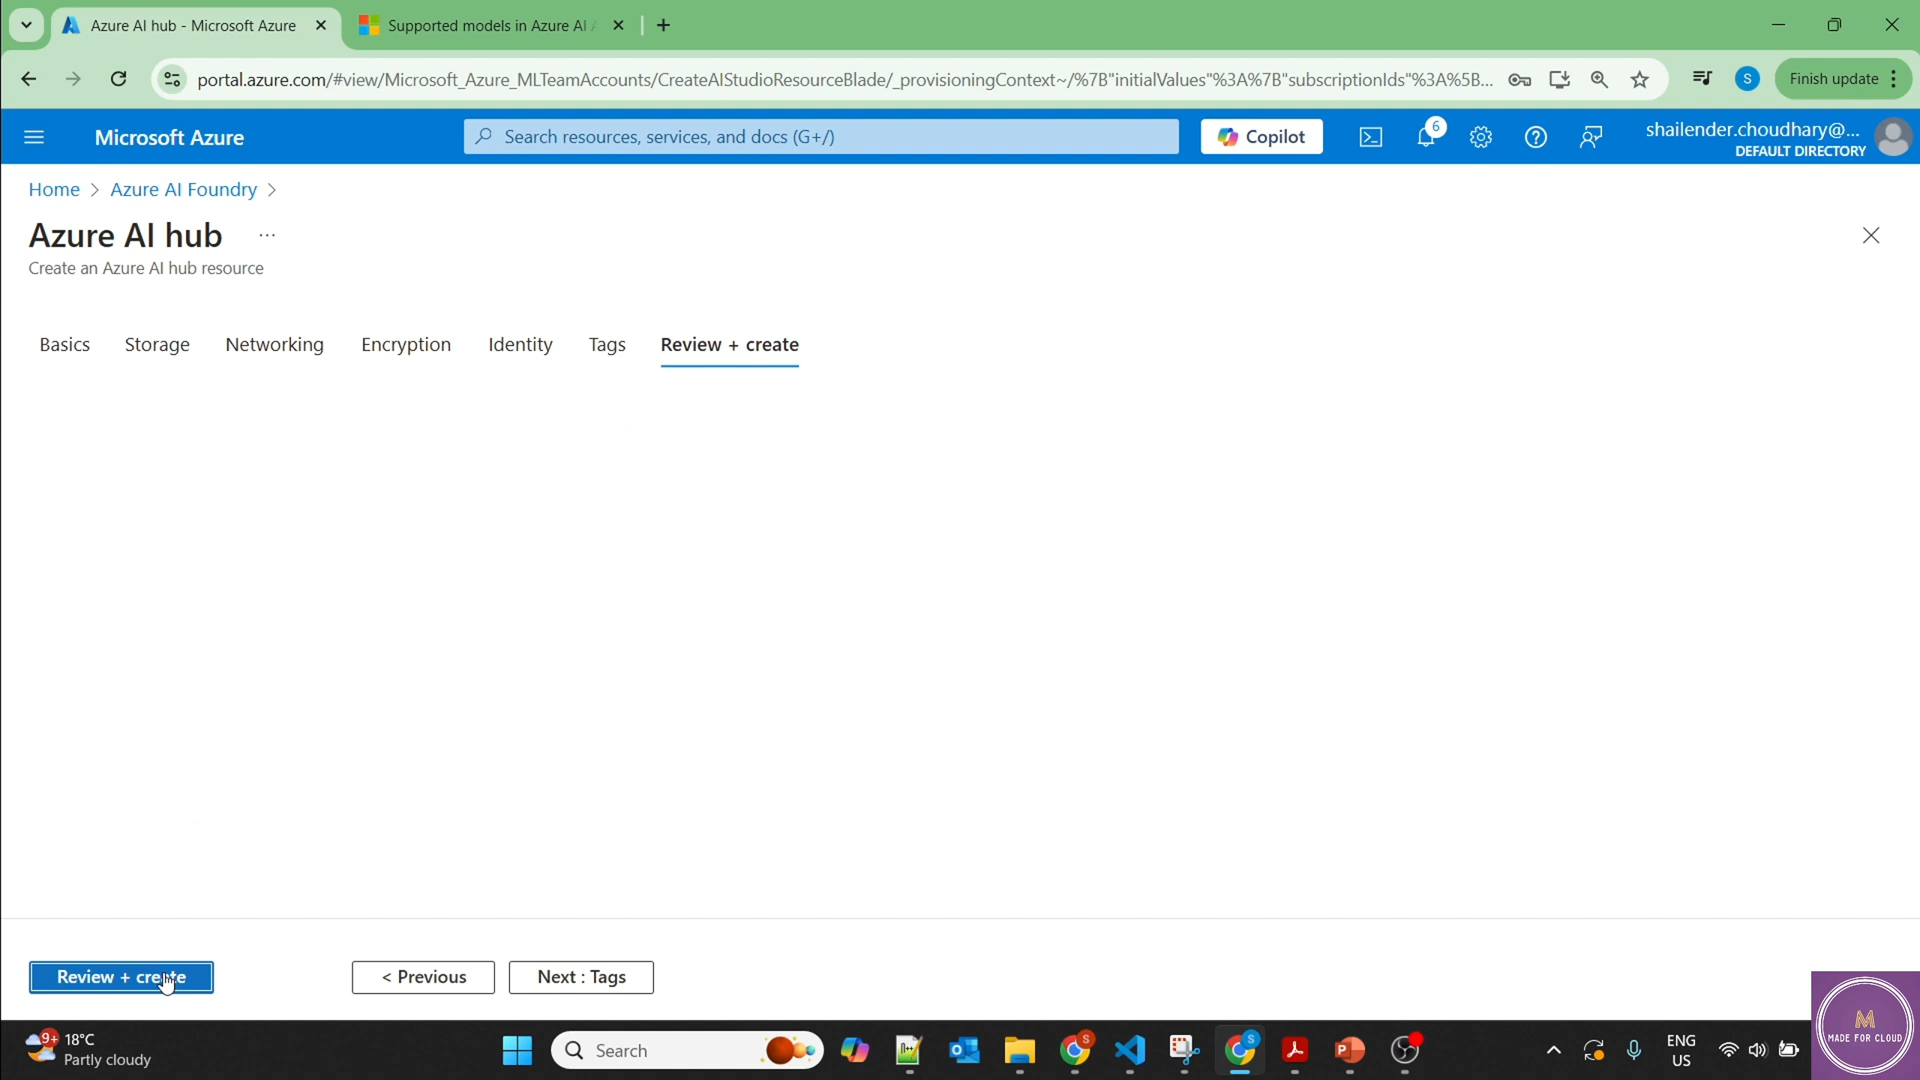 Azure AI hub - Microsoft Azure
Supported models in Azure AI
portal.azure.com/#view/Microsoft_Azure_MLTeamAccounts/CreateAIStudioResourceBlade/_provisioningContext~/%7B"initialValues"%3A%7B"subscriptionIds"%3A%5B...
S
Finish update
Microsoft Azure
Search resources, services, and docs (G+/)
Copilot
6
shailender.choudhary@...
DEFAULT DIRECTORY
Home > Azure AI Foundry >
Azure AI hub ...
Create an Azure AI hub resource
Basics Storage Networking Encryption Identity Tags Review + create
Review + create
< Previous
Next : Tags
9+
18°C
Partly cloudy
Search
ENG
US
M
MADE FOR CLOUD